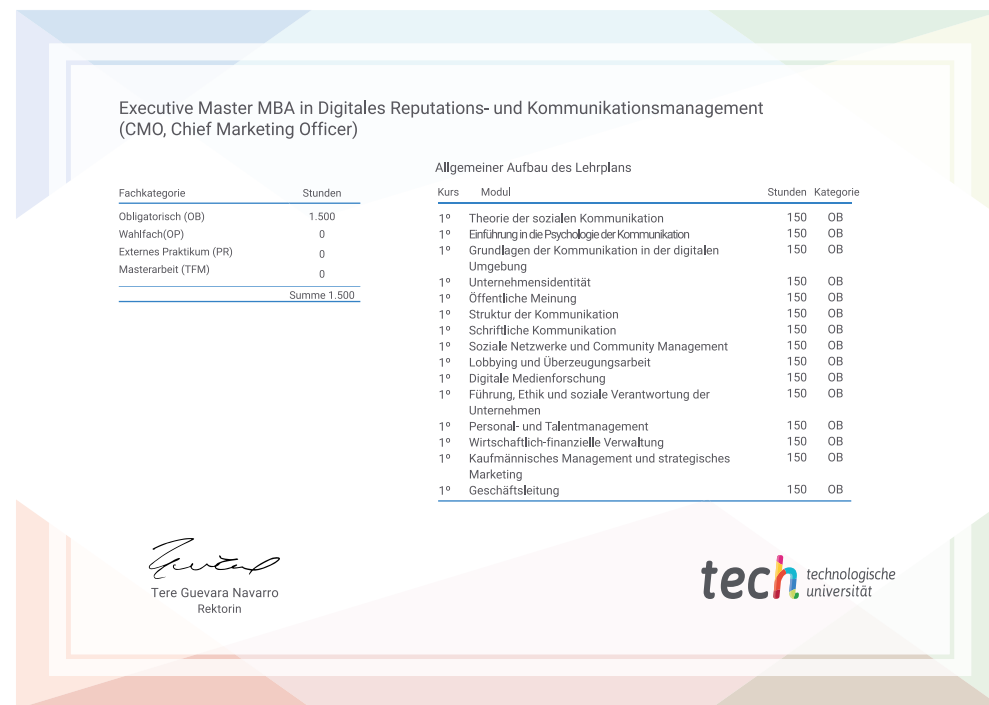 Executive Master MBA in Digitales Reputations- und Kommunikationsmanagement
(CMO, Chief Marketing Officer)
Fachkategorie Stunden
Obligatorisch (OB) 1.500
Wahlfach(OP) 0
Externes Praktikum (PR) 0
Masterarbeit (TFM) 0
Summe 1.500
Allgemeiner Aufbau des Lehrplans
Kurs Modul Stunden Kategorie
1º Theorie der sozialen Kommunikation 150 OB
1º Einführung in die Psychologie der Kommunikation 150 OB
1º Grundlagen der Kommunikation in der digitalen 150 OB
Umgebung
1º Unternehmensidentität 150 OB
1º Öffentliche Meinung 150 OB
1º Struktur der Kommunikation 150 OB
1º Schriftliche Kommunikation 150 OB
1º Soziale Netzwerke und Community Management 150 OB
1º Lobbying und Überzeugungsarbeit 150 OB
1º Digitale Medienforschung 150 OB
1º Führung, Ethik und soziale Verantwortung der 150 OB
Unternehmen
1º Personal- und Talentmanagement 150 OB
1º Wirtschaftlich-finanzielle Verwaltung 150 OB
1º Kaufmännisches Management und strategisches 150 OB
Marketing
1º Geschäftsleitung 150 OB
Tere Guevara Navarro
Rektorin
tech technologische
universität